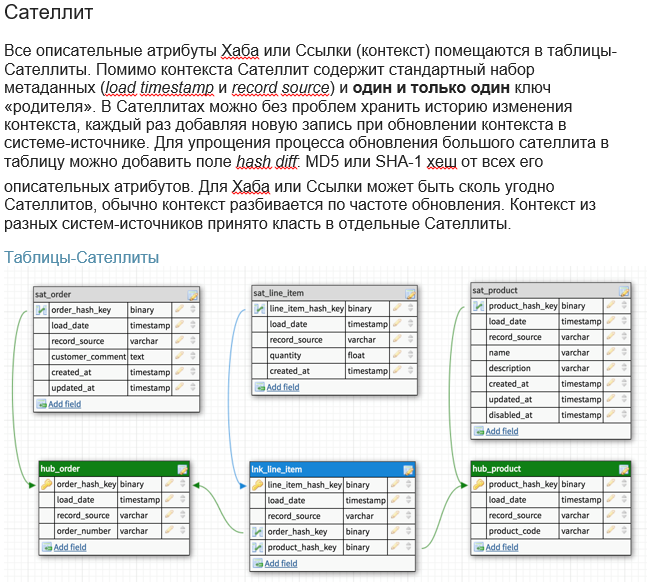 Сателлит
Все описательные атрибуты Хаба или Ссылки (контекст) помещаются в таблицы-
Сателлиты. Помимо контекста Сателлит содержит стандартный набор
метаданных (load timestamp и record source) и один и только один ключ
«родителя». В Сателлитах можно без проблем хранить историю изменения
контекста, каждый раз добавляя новую запись при обновлении контекста в
системе-источнике. Для упрощения процесса обновления большого сателлита в
таблицу можно добавить поле hash diff: MD5 или SHA-1 хеш от всех его
описательных атрибутов. Для Хаба или Ссылки может быть сколь угодно
Сателлитов, обычно контекст разбивается по частоте обновления. Контекст из
разных систем-источников принято класть в отдельные Сателлиты.
Таблицы-Сателлиты
sat_order
order_hash_key binary
load_date timestamp
record_source varchar
customer_comment text
created_at timestamp
updated_at timestamp
Add field
sat_line_item
line_item_hash_key binary
load_date timestamp
record_source varchar
quantity float
created_at timestamp
Add field
sat_product
product_hash_key binary
load_date timestamp
record_source varchar
name varchar
description varchar
created_at timestamp
updated_at timestamp
disabled_at timestamp
Add field
hub_order
order_hash_key binary
load_date timestamp
record_source varchar
order_number varchar
Add field
lnk_line_item
line_item_hash_key binary
load_date timestamp
record_source varchar
order_hash_key binary
product_hash_key binary
Add field
hub_product
product_hash_key binary
load_date timestamp
record_source varchar
product_code varchar
Add field